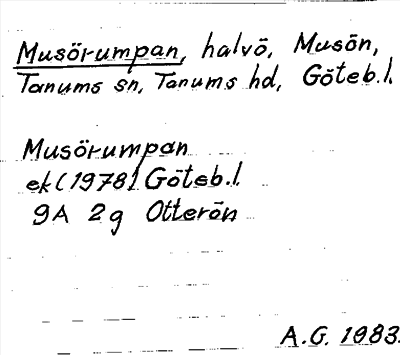 Musörumpan, halvö, Musön,
Tanums sn, Tanums hd, Göteb.l.
Musörumpan
ek (1978) Göteb.l.
9A 2g Otterön
A.G. 1983.